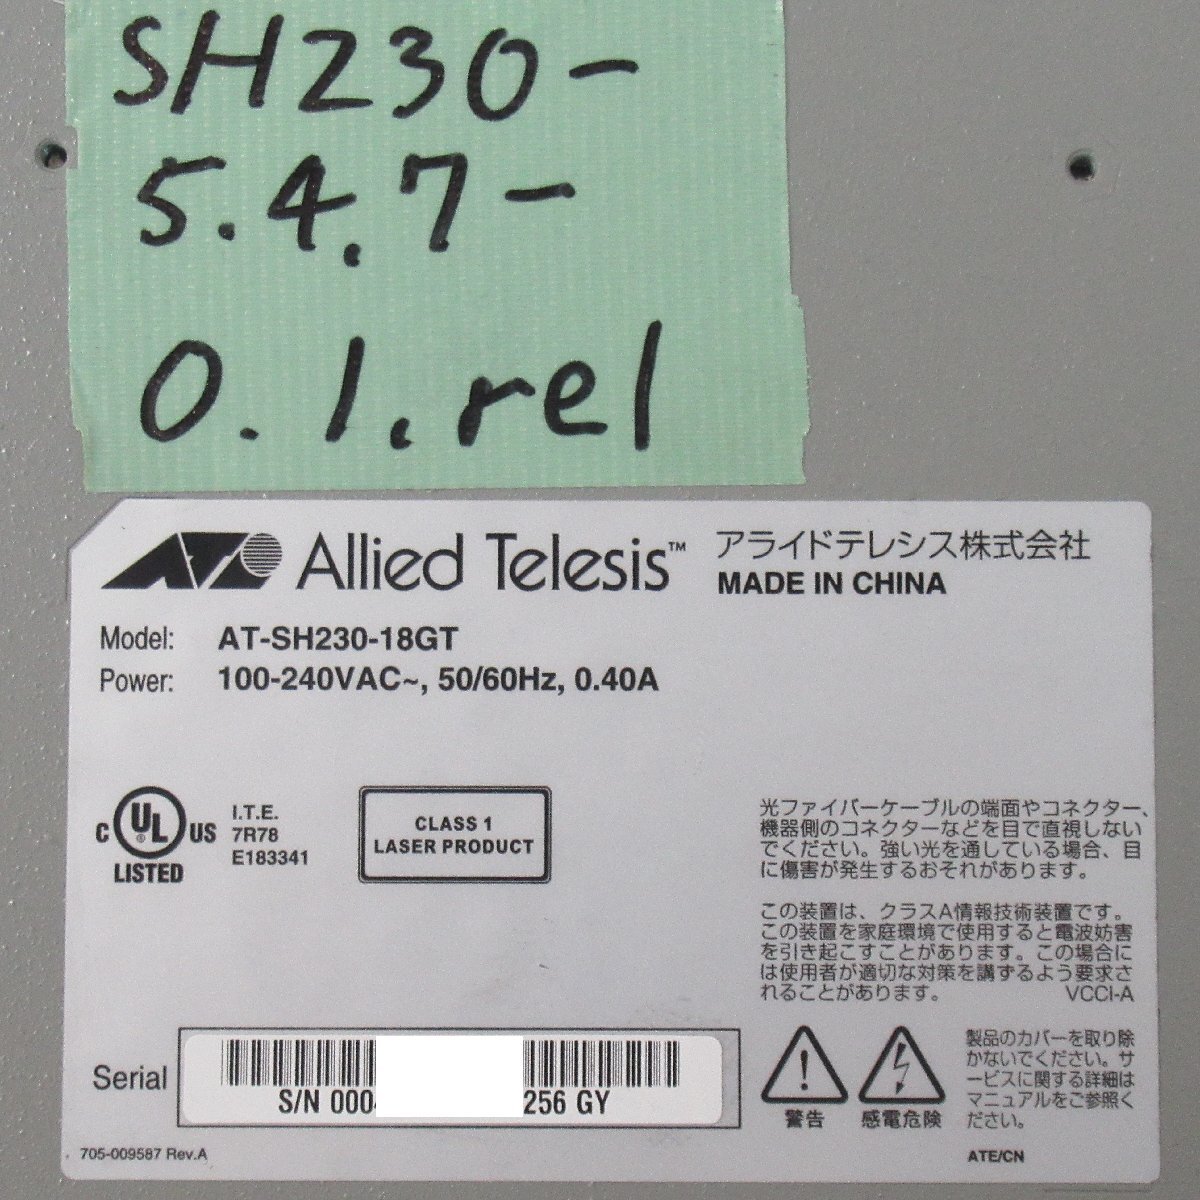 SH230-
5.4.7-
0.1.rel
Allied Telesis™ アライドテレシス株式会社
MADE IN CHINA
Model: AT-SH230-18GT
Power: 100-240VAC~, 50/60Hz, 0.40A
C UL ® US LISTED
I.T.E.
7R78
E183341
CLASS 1
LASER PRODUCT
光ファイバーケーブルの端面やコネクター、
機器側のコネクターなどを目で直視しない
でください。強い光を通している場合、目
に傷害が発生するおそれがあります。
この装置は、クラスA情報技術装置です。
この装置を家庭環境で使用すると電波妨害
を引き起こすことがあります。この場合に
は使用者が適切な対策を講ずるよう要求さ
れることがあります。 VCCI-A
Serial
S/N 000 256 GY
警告
感電危険
製品のカバーを取り除
かないでください。サ
ービスに関する詳細は
マニュアルをご参照く
ださい。
705-009587 Rev.A
ATE/CN